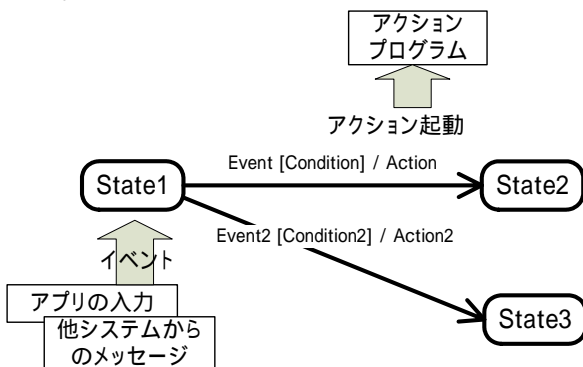 アクション
プログラム
アクション起動
Event [Condition] / Action
State1
State2
Event2 [Condition2] / Action2
イベント
アプリの入力
他システムから
のメッセージ
State3